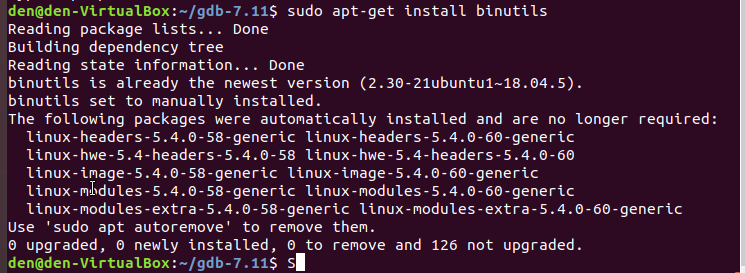 den@den-VirtualBox:~/gdb-7.11$ sudo apt-get install binutils
Reading package lists... Done
Building dependency tree
Reading state information... Done
binutils is already the newest version (2.30-21ubuntu1~18.04.5).
binutils set to manually installed.
The following packages were automatically installed and are no longer required:
  linux-headers-5.4.0-58-generic linux-headers-5.4.0-60-generic
  linux-hwe-5.4-headers-5.4.0-58 linux-hwe-5.4-headers-5.4.0-60
  linux-image-5.4.0-58-generic linux-image-5.4.0-60-generic
  linux-modules-5.4.0-58-generic linux-modules-5.4.0-60-generic
  linux-modules-extra-5.4.0-58-generic linux-modules-extra-5.4.0-60-generic
Use 'sudo apt autoremove' to remove them.
0 upgraded, 0 newly installed, 0 to remove and 126 not upgraded.
den@den-VirtualBox:~/gdb-7.11$ S